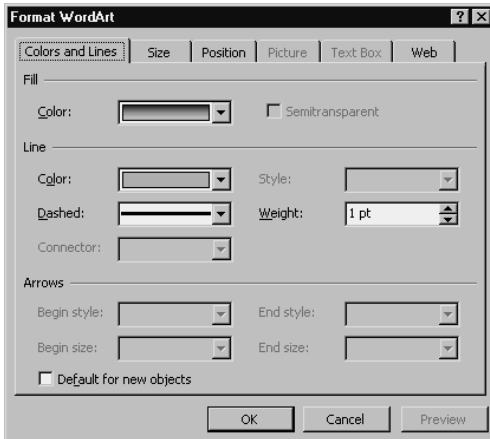 Format WordArt ? X
Colors and Lines Size Position Picture Text Box Web
Fill
Color: Semitransparent
Line
Color: Style:
Dashed: Weight: 1 pt
Connector:
Arrows
Begin style: End style:
Begin size: End size:
Default for new objects
OK Cancel Preview